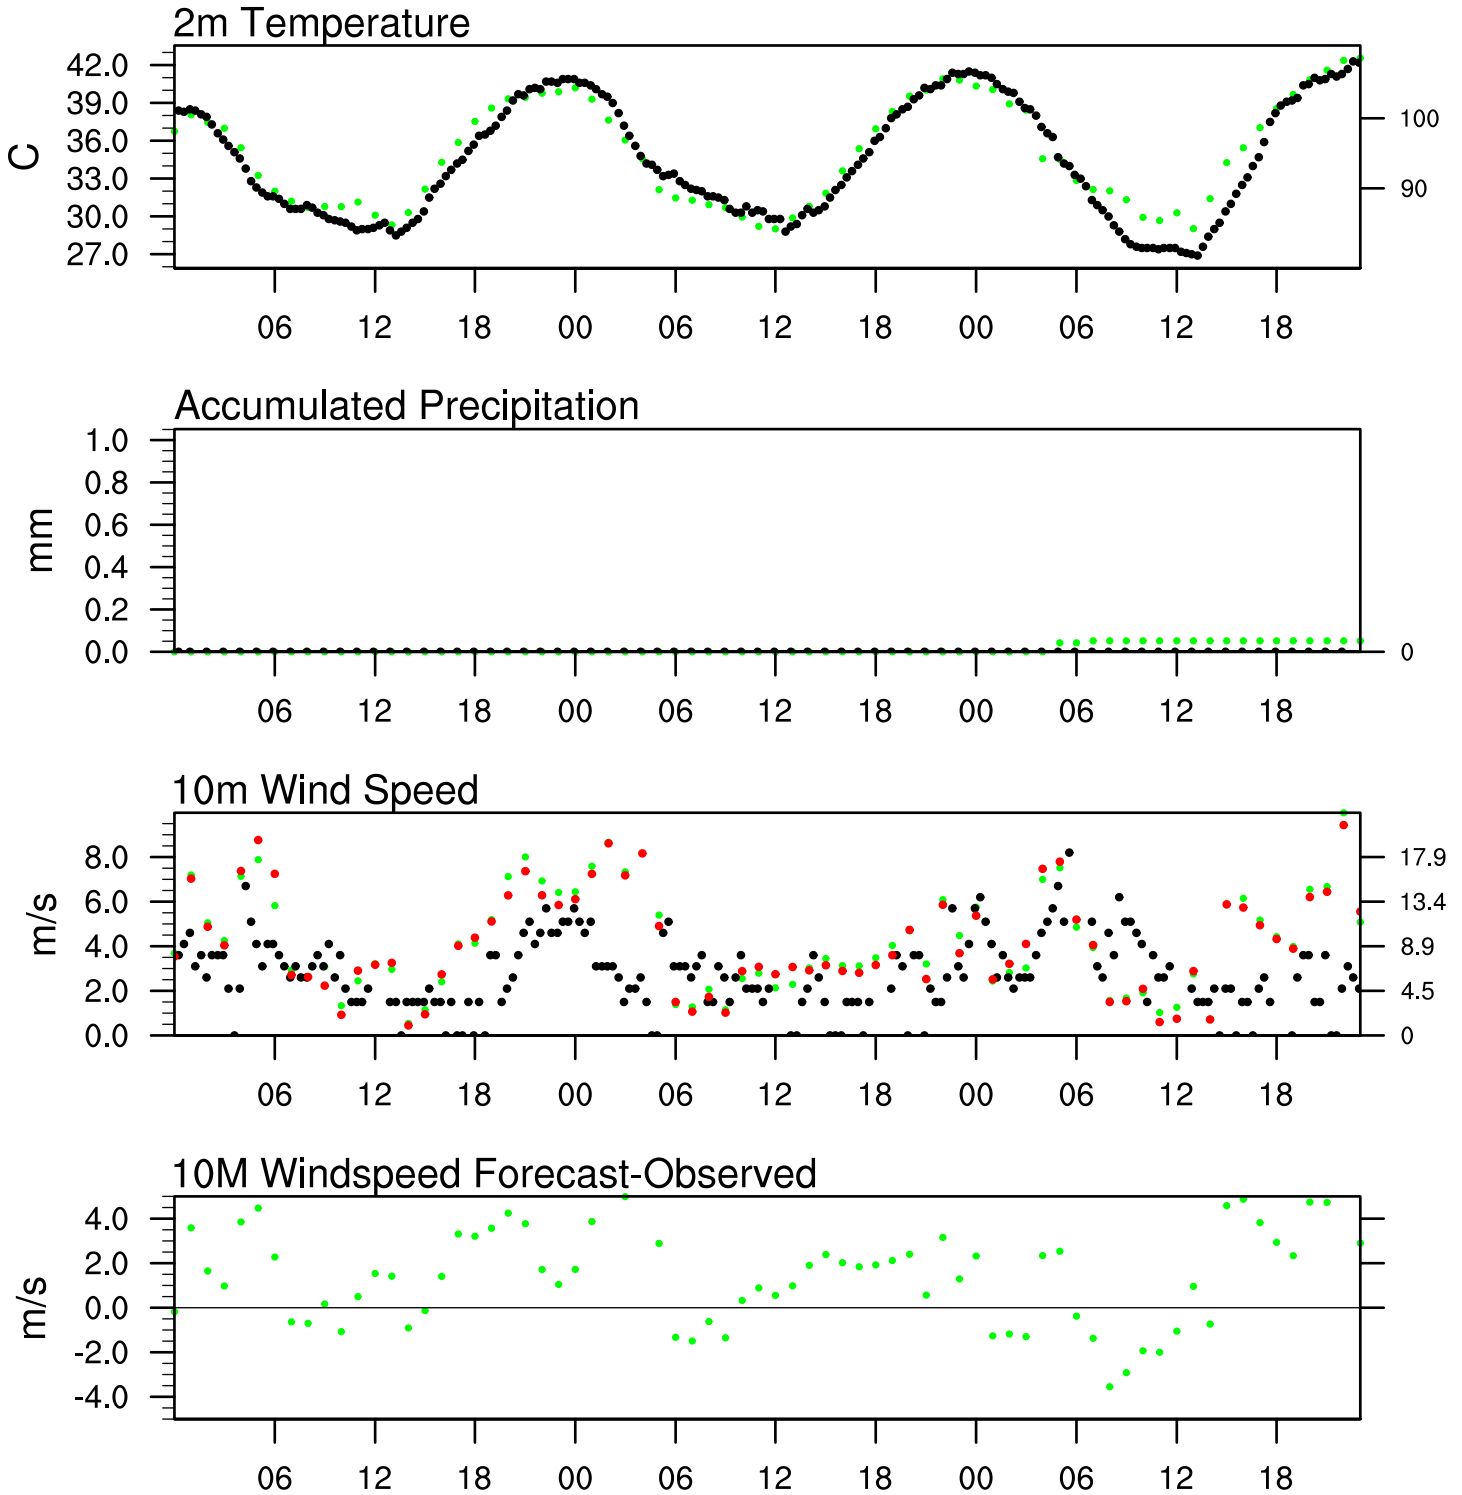 2m Temperature
42.0
39.0
36.0
33.0
30.0
27.0
C
100
90
06 12 18 00 06 12 18 00 06 12 18
Accumulated Precipitation
1.0
0.8
0.6
0.4
0.2
0.0
mm
0
06 12 18 00 06 12 18 00 06 12 18
10m Wind Speed
8.0
6.0
4.0
2.0
0.0
m/s
17.9
13.4
8.9
4.5
0
06 12 18 00 06 12 18 00 06 12 18
10M Windspeed Forecast-Observed
4.0
2.0
0.0
-2.0
-4.0
m/s
06 12 18 00 06 12 18 00 06 12 18